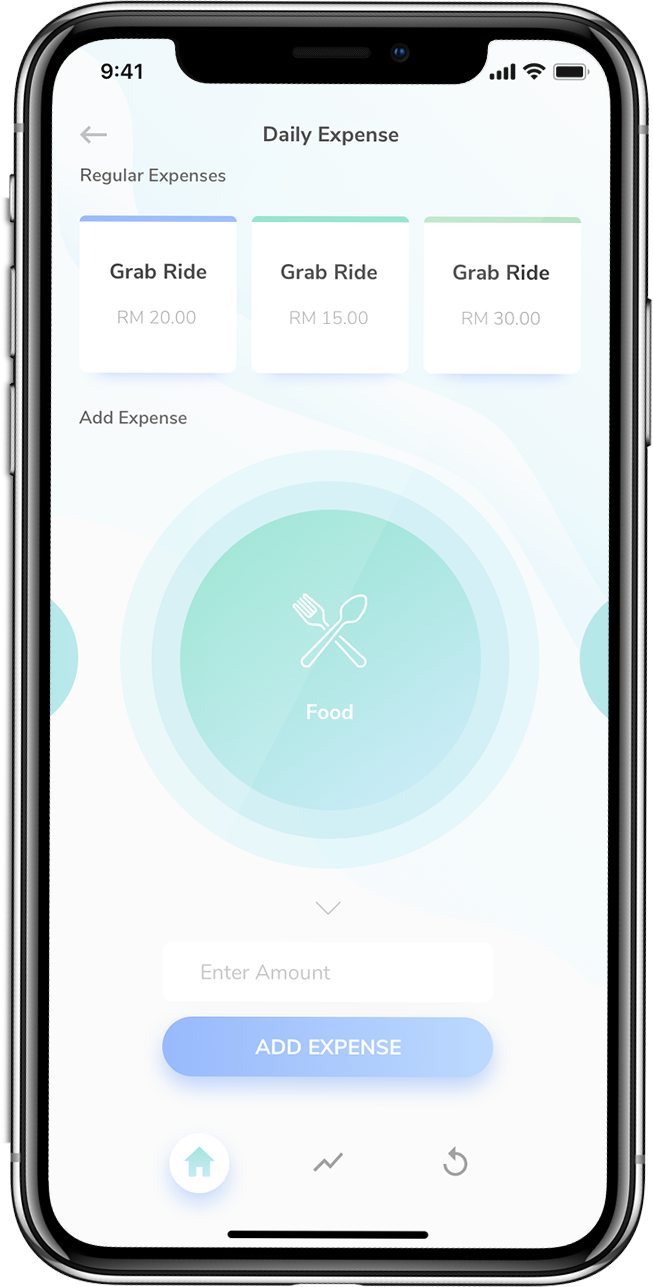 9:41
Daily Expense
Regular Expenses
Grab Ride Grab Ride Grab Ride
RM 20.00 RM 15.00 RM 30.00
Add Expense
Food
Enter Amount
ADD EXPENSE